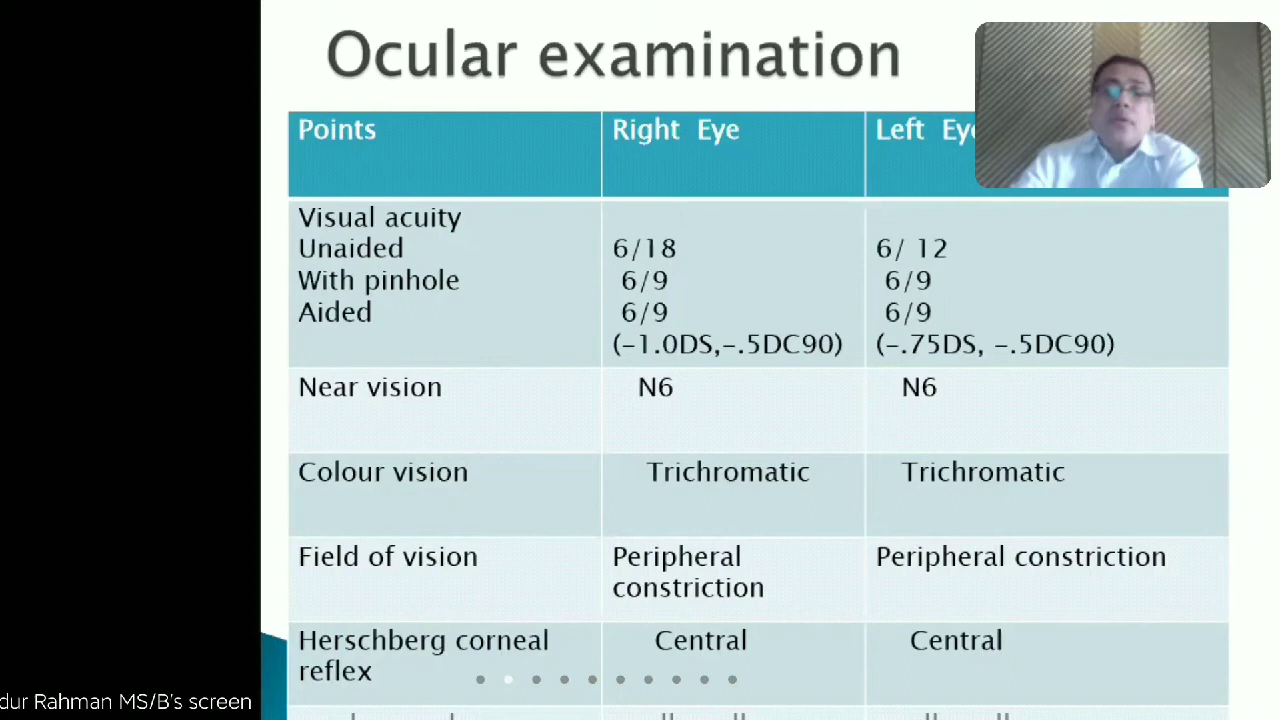 Ocular examination
Points Right Eye Left Eye
Visual acuity
Unaided 6/18 6/ 12
With pinhole 6/9 6/9
Aided 6/9 6/9
(-1.0DS,-.5DC90) (-.75DS, -.5DC90)
Near vision N6 N6
Colour vision Trichromatic Trichromatic
Field of vision Peripheral Peripheral constriction
constriction
Herschberg corneal Central Central
reflex
dur Rahman MS/B's screen